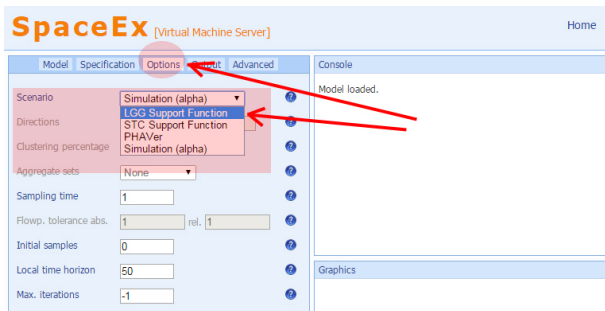 SpaceEx [Virtual Machine Server]
Home
Model Specification Options Output Advanced
Console
Model loaded.
Scenario Simulation (alpha)
LGG Support Function
Directions STC Support Function
PHAVer
Clustering percentage Simulation (alpha)
Aggregate sets None
Sampling time 1
Flowp. tolerance abs. 1 rel. 1
Initial samples 0
Local time horizon 50
Graphics
Max. iterations -1